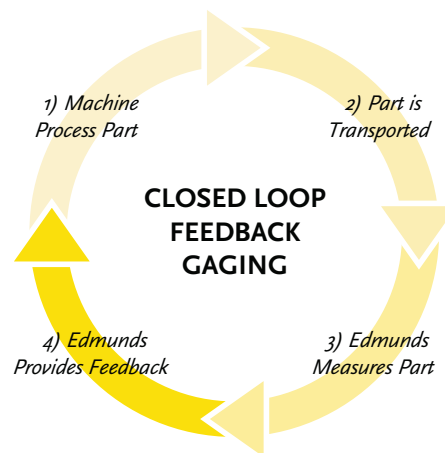 1) Machine
Process Part
2) Part is
Transported
CLOSED LOOP
FEEDBACK
GAGING
3) Edmunds
Measures Part
4) Edmunds
Provides Feedback